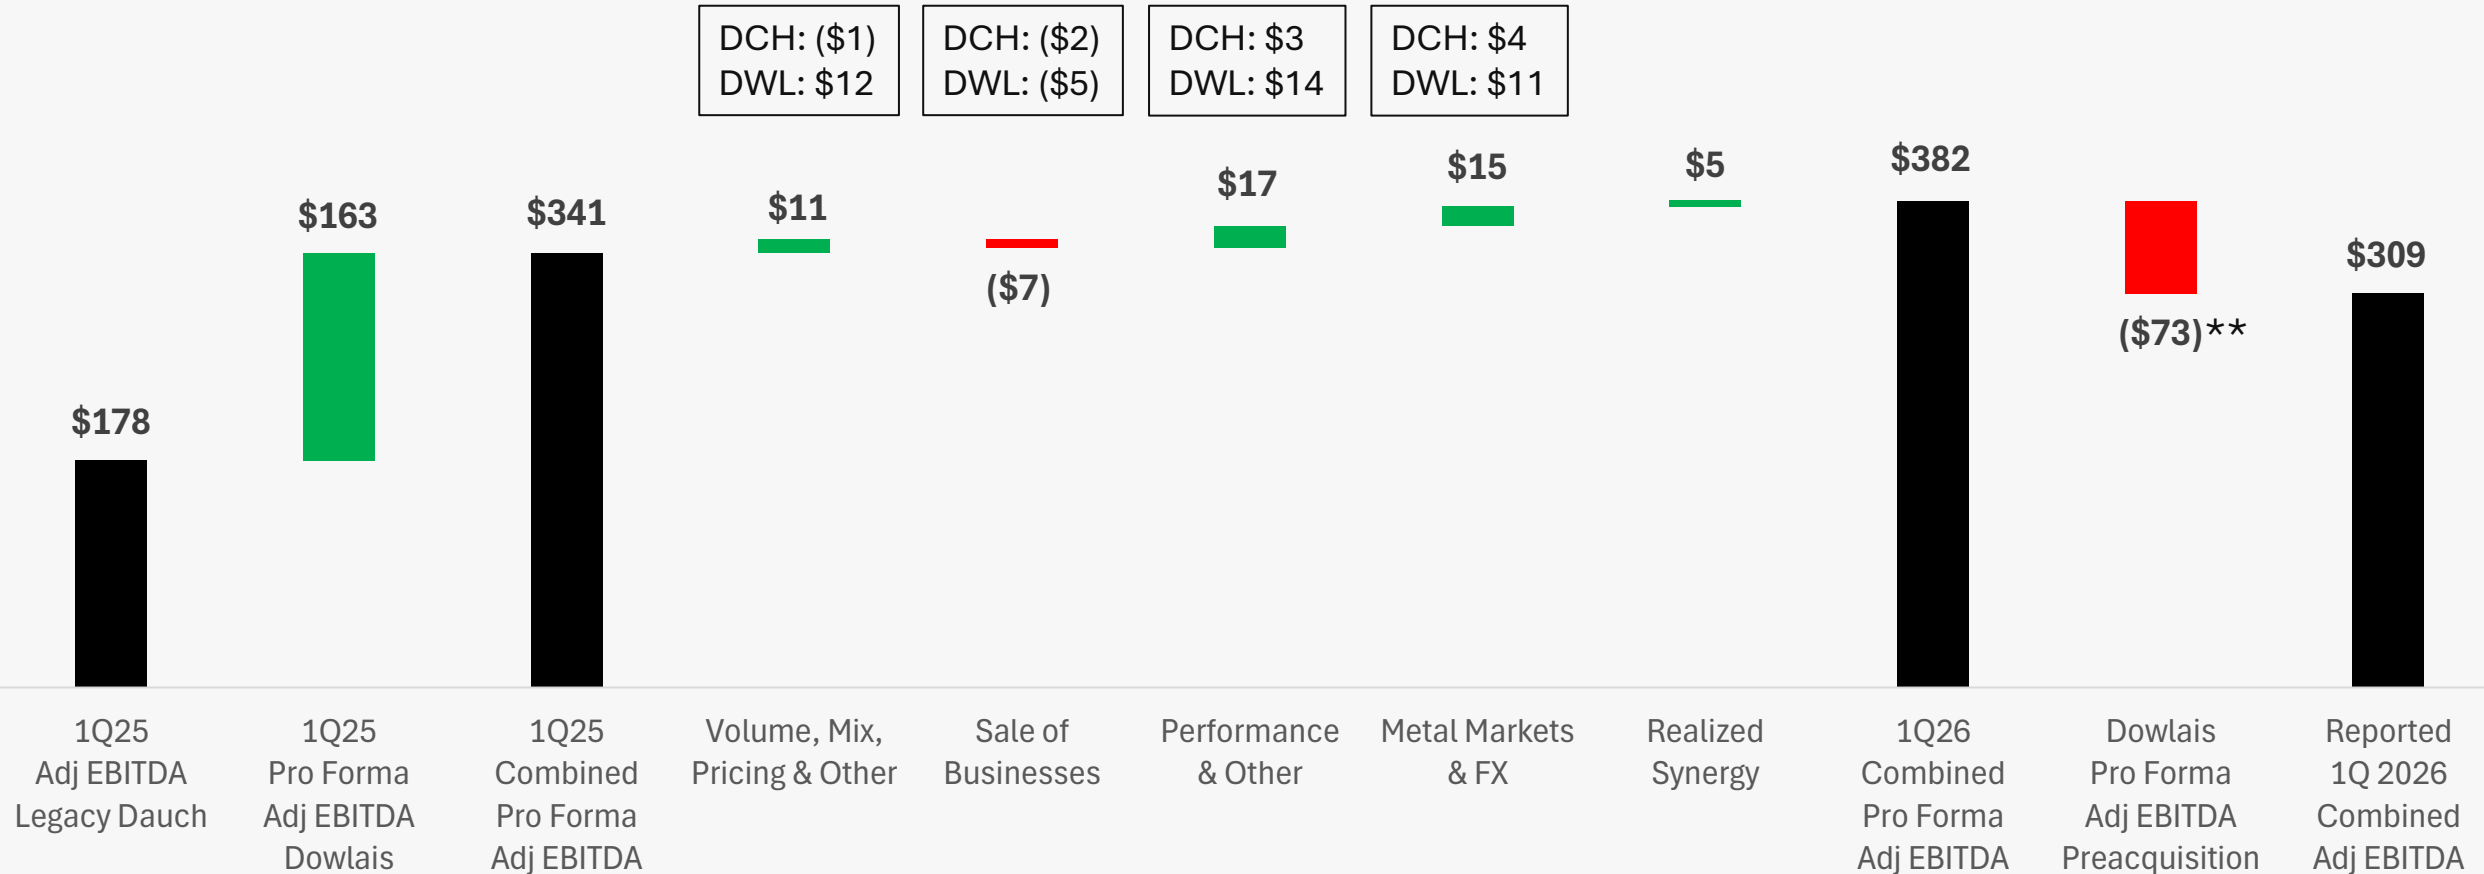 DCH: ($1)
DWL: $12
DCH: ($2)
DWL: ($5)
DCH: $3
DWL: $14
DCH: $4
DWL: $11
$178
$163
$341
$11
($7)
$17
$15
$5
$382
($73)**
$309
1Q25
Adj EBITDA
Legacy Dauch
1Q25
Pro Forma
Adj EBITDA
Dowlais
1Q25
Combined
Pro Forma
Adj EBITDA
Volume, Mix,
Pricing & Other
Sale of
Businesses
Performance
& Other
Metal Markets
& FX
Realized
Synergy
1Q26
Combined
Pro Forma
Adj EBITDA
Dowlais
Pro Forma
Adj EBITDA
Preacquisition
Reported
1Q 2026
Combined
Adj EBITDA